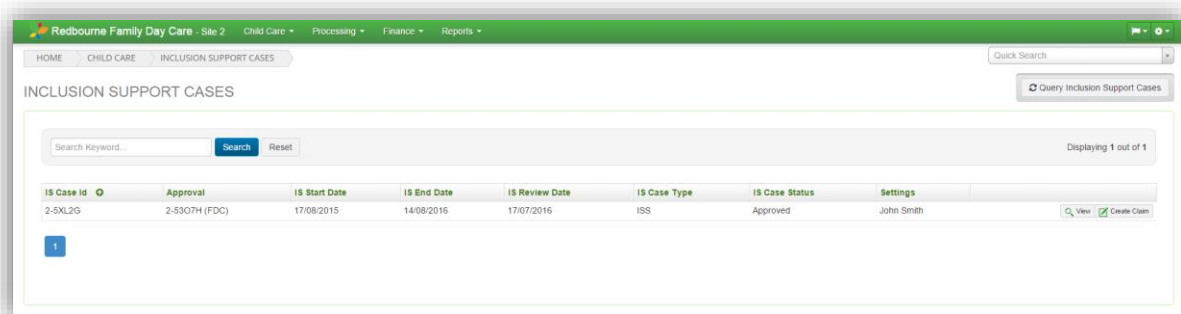 Redbourne Family Day Care - Site 2 Child Care Processing Finance Reports
HOME CHILD CARE INCLUSION SUPPORT CASES Quick Search
INCLUSION SUPPORT CASES Query Inclusion Support Cases
Search Keyword... Search Reset Displaying 1 out of 1
IS Case Id Approval IS Start Date IS End Date IS Review Date IS Case Type IS Case Status Settings
2-5XL2G 2-53O7H (FDC) 17/08/2015 14/08/2016 17/07/2016 ISS Approved John Smith View Create Claim
1